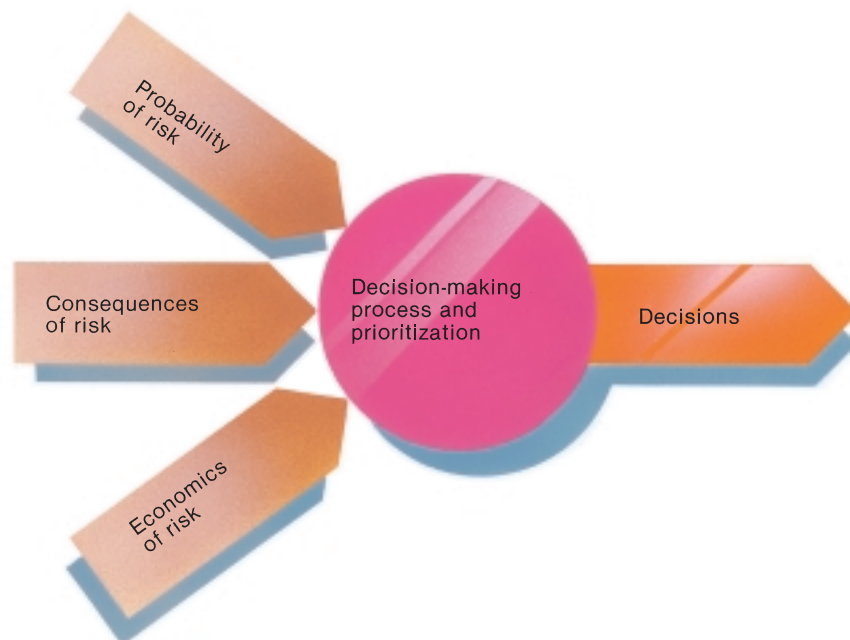 Probability
of risk
Consequences
of risk
Economics
of risk
Decision-making
process and
prioritization
Decisions